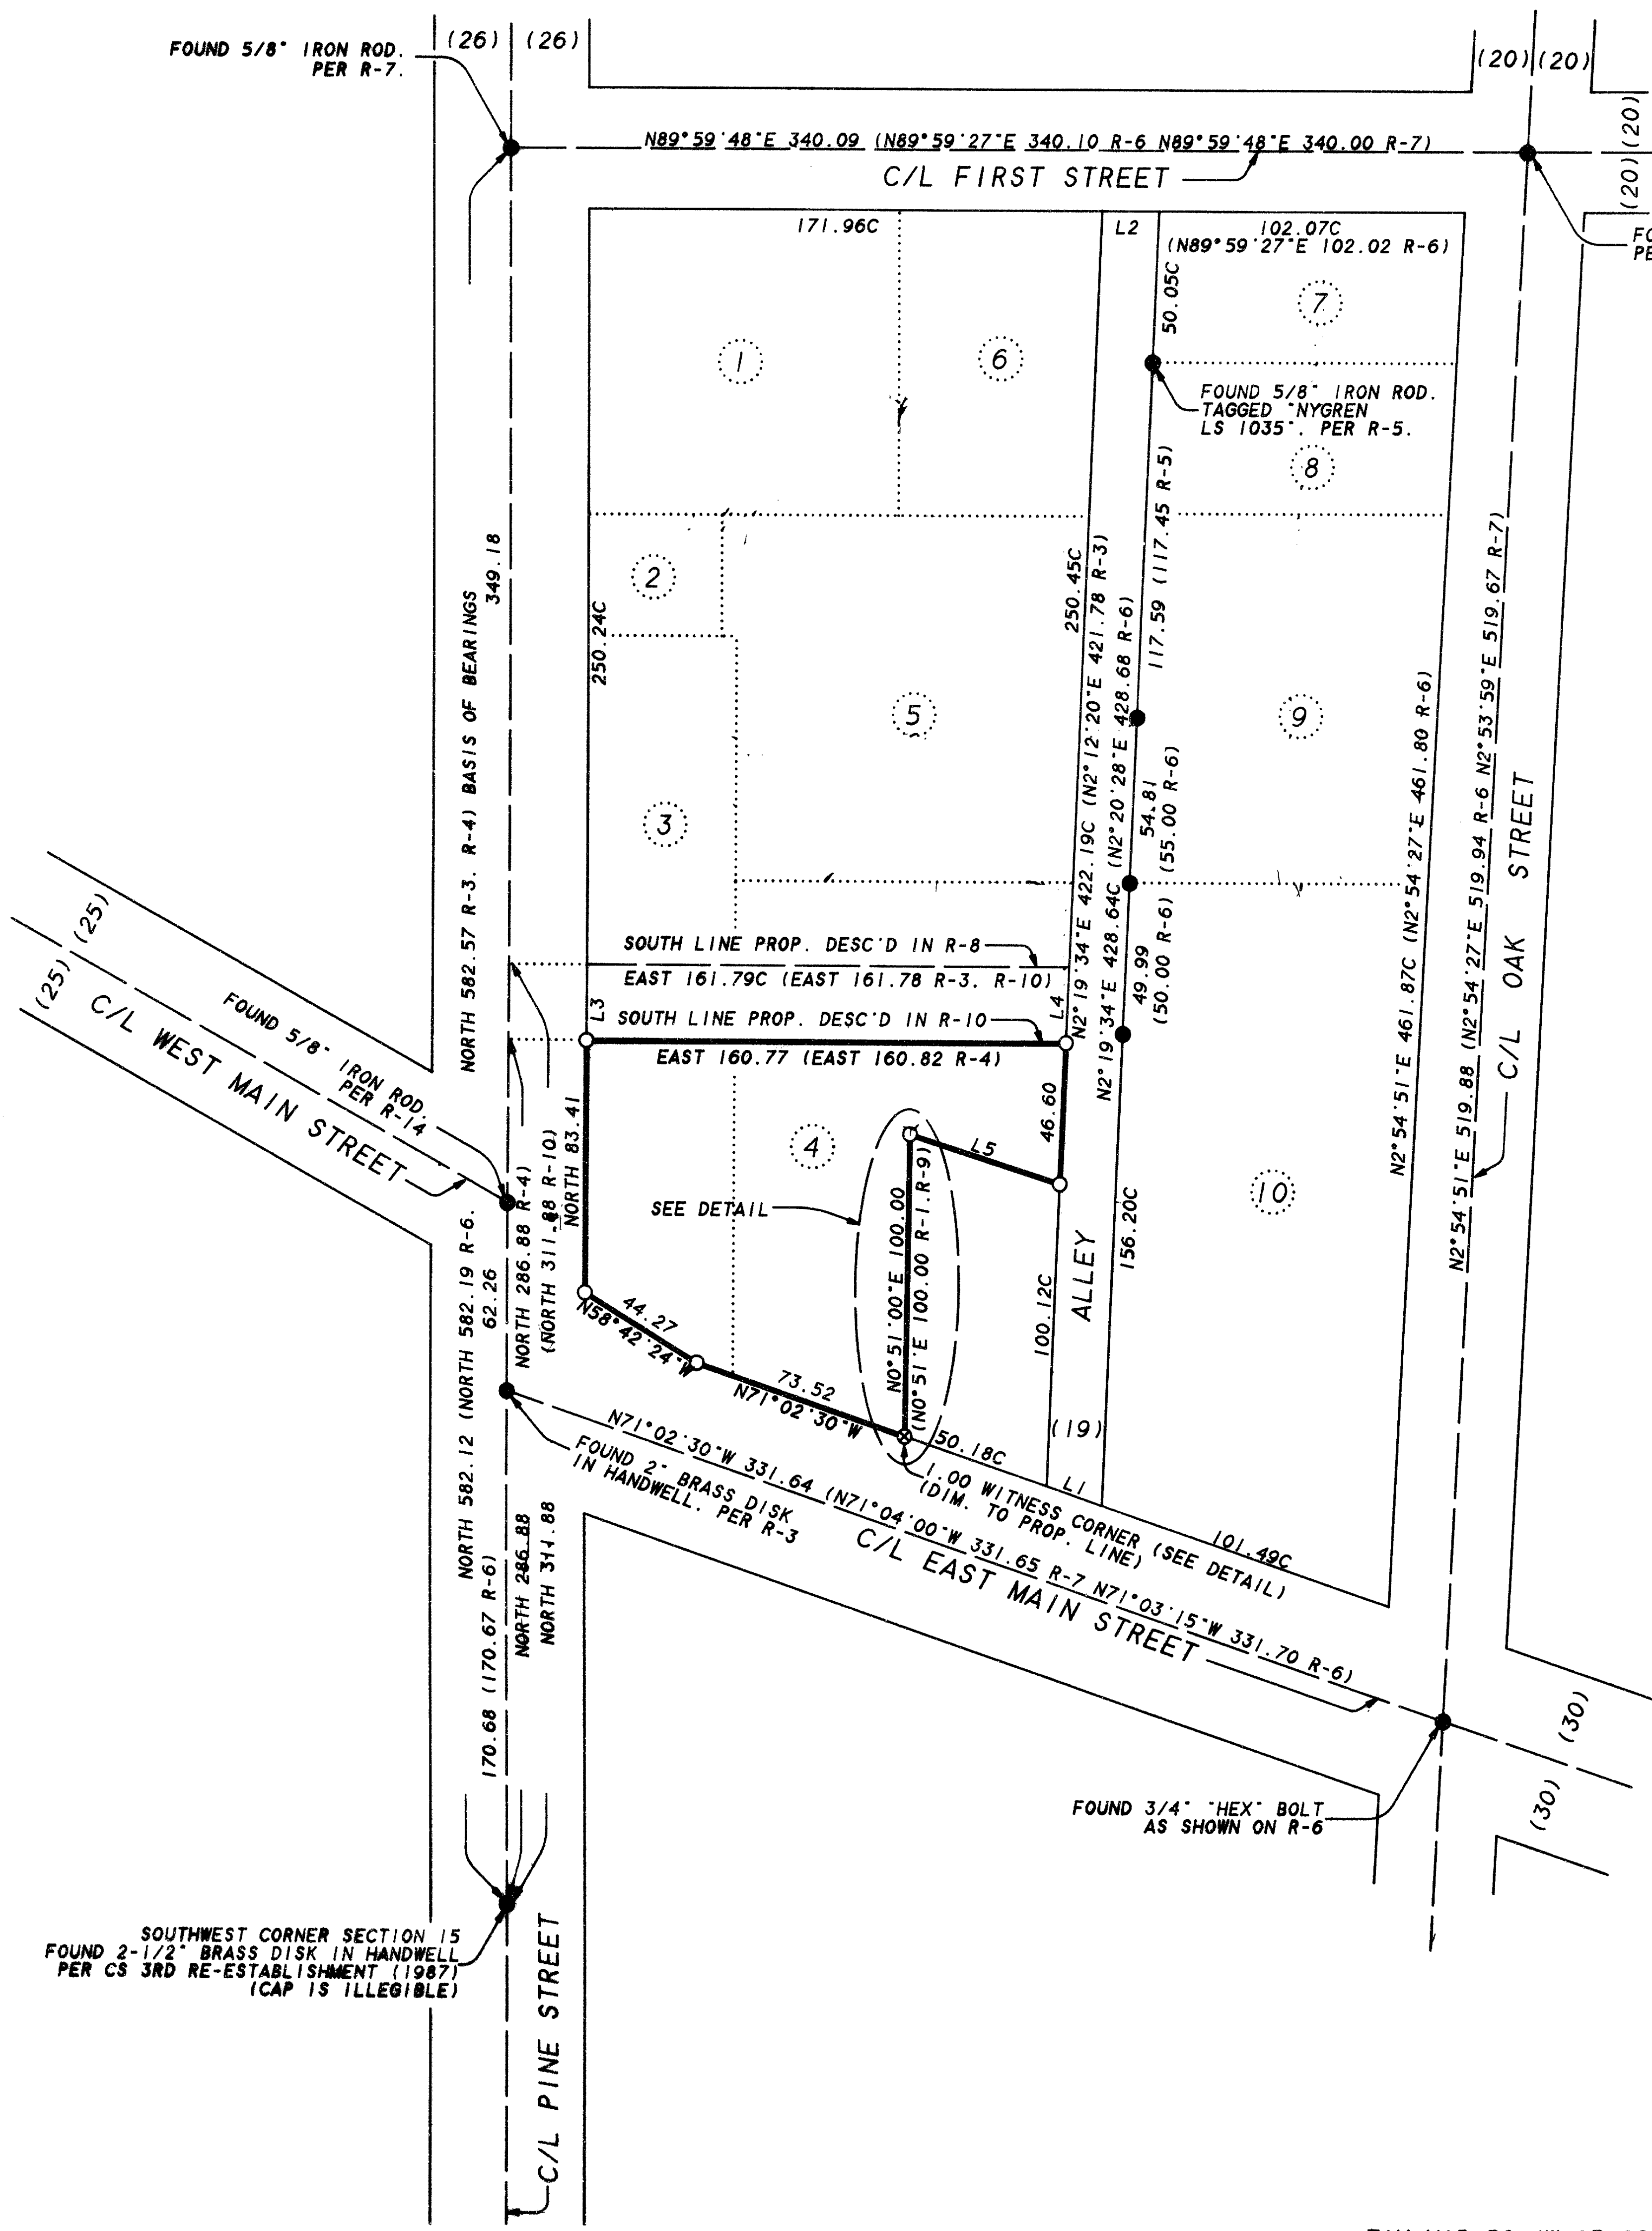 (26) (26)
FOUND 5/8" IRON ROD.
PER R-7.
(20) (20)
(20)
(20)
N89°59'48"E 340.09 (N89°59'27"E 340.10 R-6 N89°59'48"E 340.00 R-7)
C/L FIRST STREET
171.96C
L2
102.07C
(N89°59'27"E 102.02 R-6)
50.05C
7
1
6
FOUND 5/8" IRON ROD.
TAGGED "NYGREN
LS 1035". PER R-5.
8
117.59 (117.45 R-5)
349.18
NORTH 582.57 R-3. R-4) BASIS OF BEARINGS
2
250.24C
250.45C
5
9
3
54.81
(55.00 R-6)
49.99
(50.00 R-6)
N2°19'34"E 422.19C (N2°12'20"E 421.78 R-3)
N2°19'34"E 428.64C (N2°20'28"E 428.68 R-6)
N2°54'51"E 461.87C (N2°54'27"E 461.80 R-6)
N2°54'51"E 519.88 (N2°54'27"E 519.94 R-6 N2°53'59"E 519.67 R-7)
C/L OAK STREET
(25)
(25)
C/L WEST MAIN STREET
FOUND 5/8" IRON ROD.
PER R-14
SOUTH LINE PROP. DESC'D IN R-8
EAST 161.79C (EAST 161.78 R-3. R-10)
L3
L4
SOUTH LINE PROP. DESC'D IN R-10
EAST 160.77 (EAST 160.82 R-4)
NORTH 83.41
46.60
4
L5
SEE DETAIL
N0°51'00"E 100.00
(N0°51'E 100.00 R-1.R-9)
10
156.20C
ALLEY
100.12C
(19)
44.27
N58°42'24"W
73.52
N71°02'30"W
50.18C
L1
101.49C
1.00 WITNESS CORNER (SEE DETAIL)
(DIM. TO PROP. LINE)
NORTH 582.12 (NORTH 582.19 R-6.
62.26
NORTH 286.88 R-4)
(NORTH 311.88 R-10)
N71°02'30"W 331.64 (N71°04'00"W 331.65 R-7 N71°03'15"W 331.70 R-6)
FOUND 2" BRASS DISK
IN HANDWELL. PER R-3
C/L EAST MAIN STREET
170.68 (170.67 R-6)
NORTH 286.88
NORTH 311.88
(30)
(30)
FOUND 3/4" "HEX" BOLT
AS SHOWN ON R-6
SOUTHWEST CORNER SECTION 15
FOUND 2-1/2" BRASS DISK IN HANDWELL
PER CS 3RD RE-ESTABLISHMENT (1987)
(CAP IS ILLEGIBLE)
C/L PINE STREET